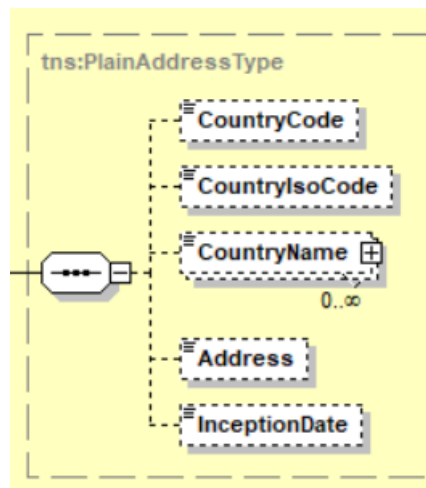 tns:PlainAddressType
CountryCode
CountryIsoCode
CountryName
0..∞
Address
InceptionDate